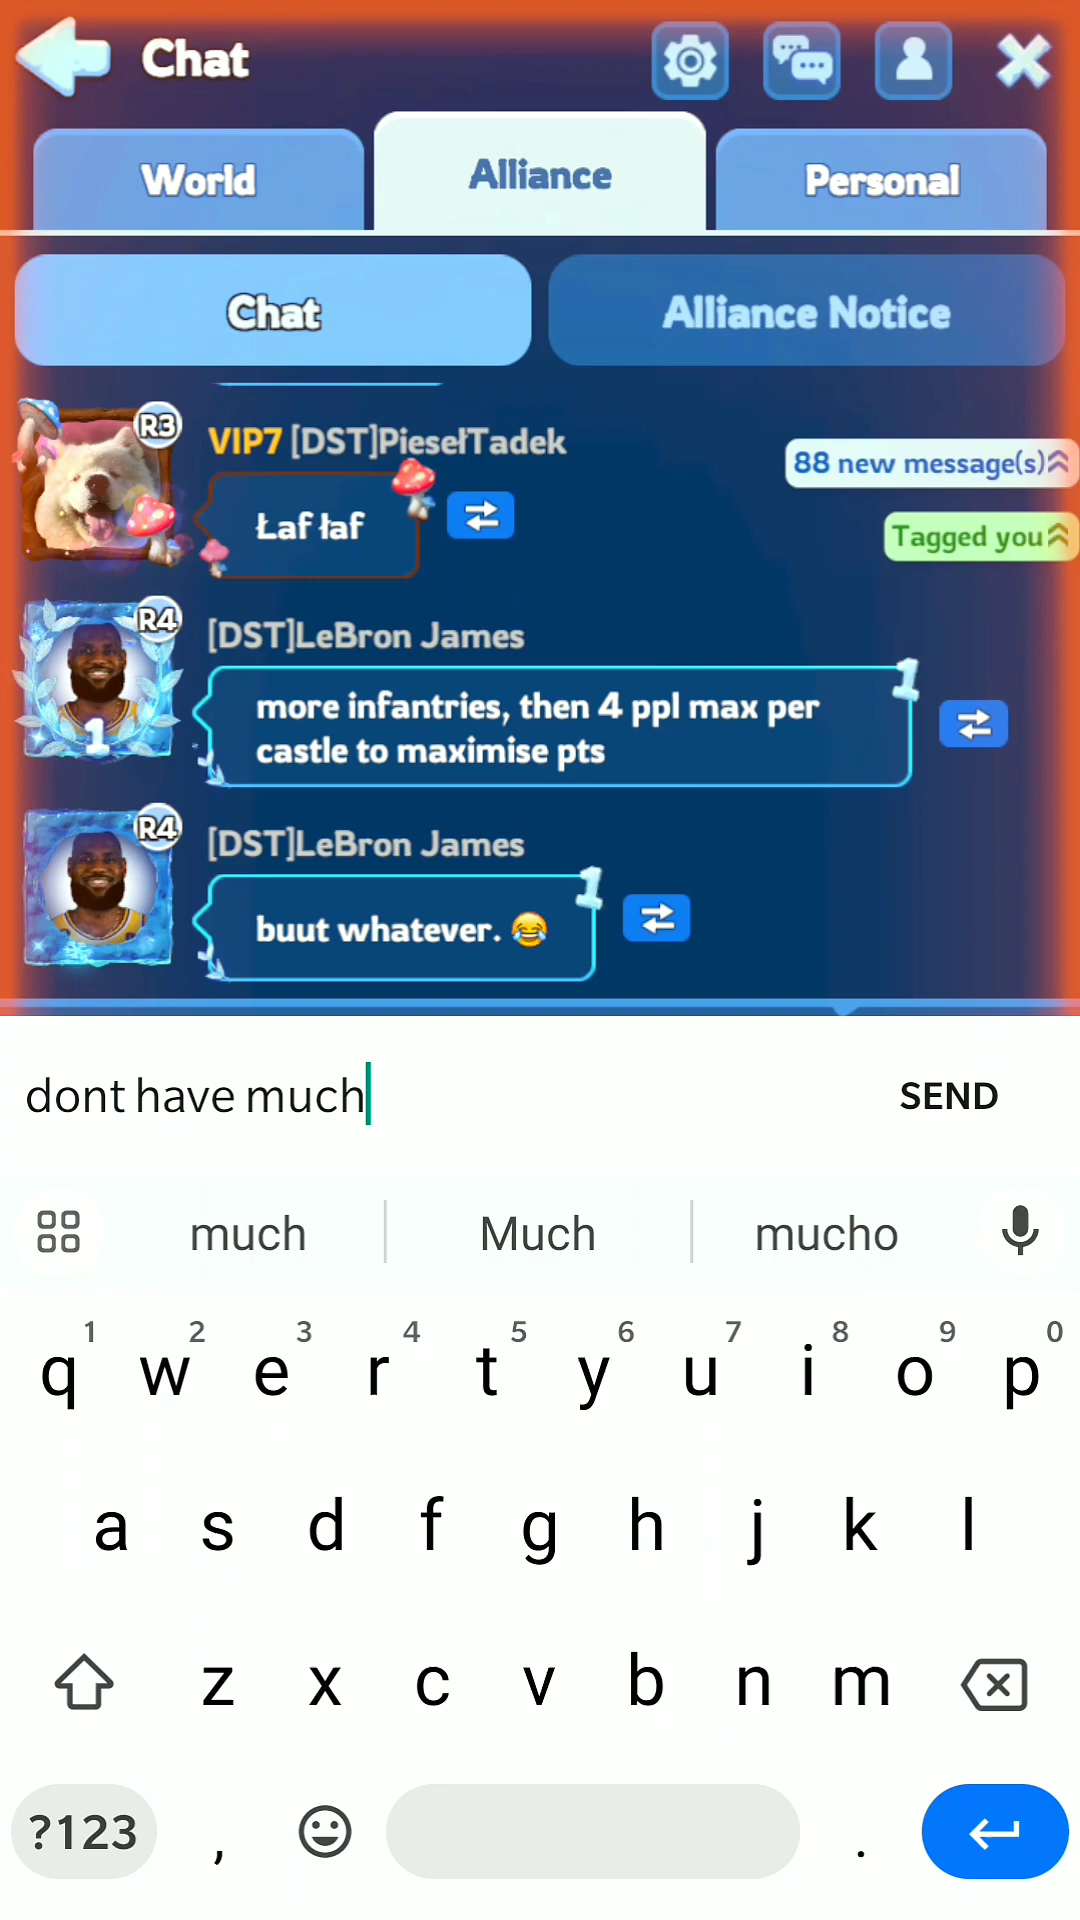 Chat
World
Alliance
Personal
Chat
Alliance Notice
R3
VIP7 [DST]PiesełTadek
88 new message(s)
Łaf łaf
Tagged you
R4
[DST]LeBron James
1
more infantries, then 4 ppl max per
castle to maximise pts
1
R4
[DST]LeBron James
1
buut whatever. 😂
dont have much
SEND
much
Much
mucho
1 2 3 4 5 6 7 8 9 0
q w e r t y u i o p
a s d f g h j k l
z x c v b n m
?123 , .